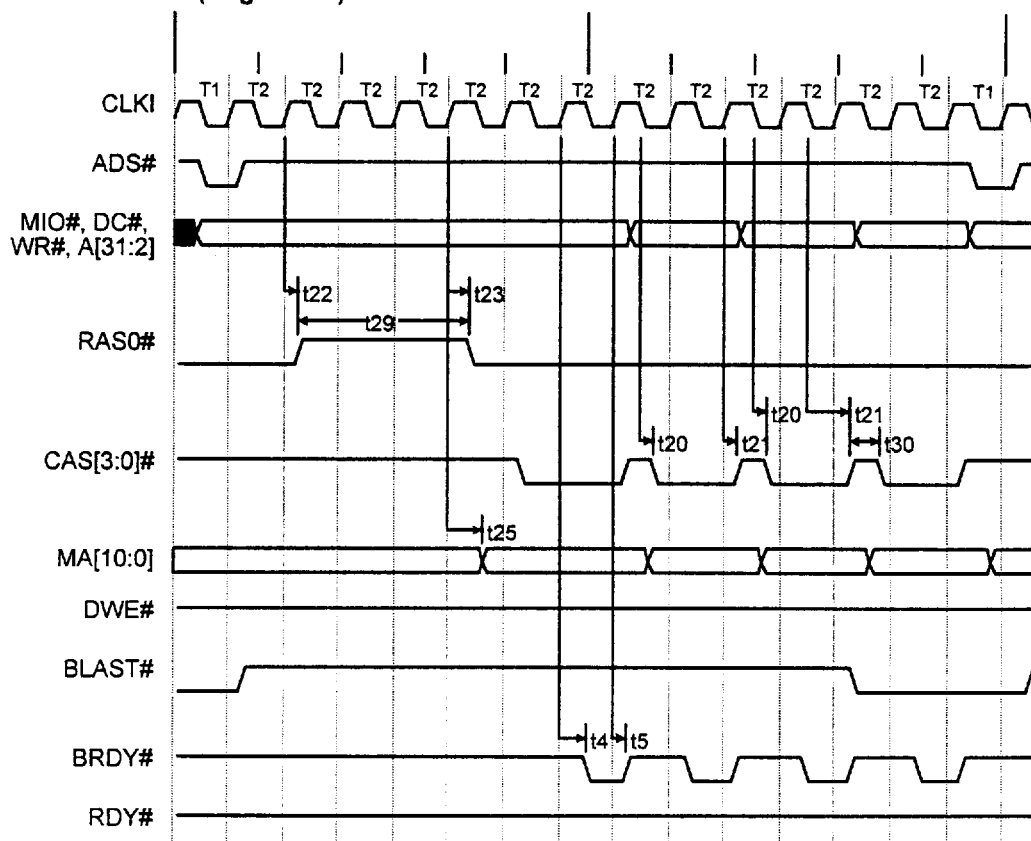 T1 T2 T2 T2 T2 T2 T2 T2 T2 T2 T2 T2 T2 T2 T1
CLKI
ADS#
MIO#, DC#,
WR#, A[31:2]
t22 t23
t29
RAS0#
t20 t21
t20 t21 t30
CAS[3:0]#
t25
MA[10:0]
DWE#
BLAST#
t4 t5
BRDY#
RDY#